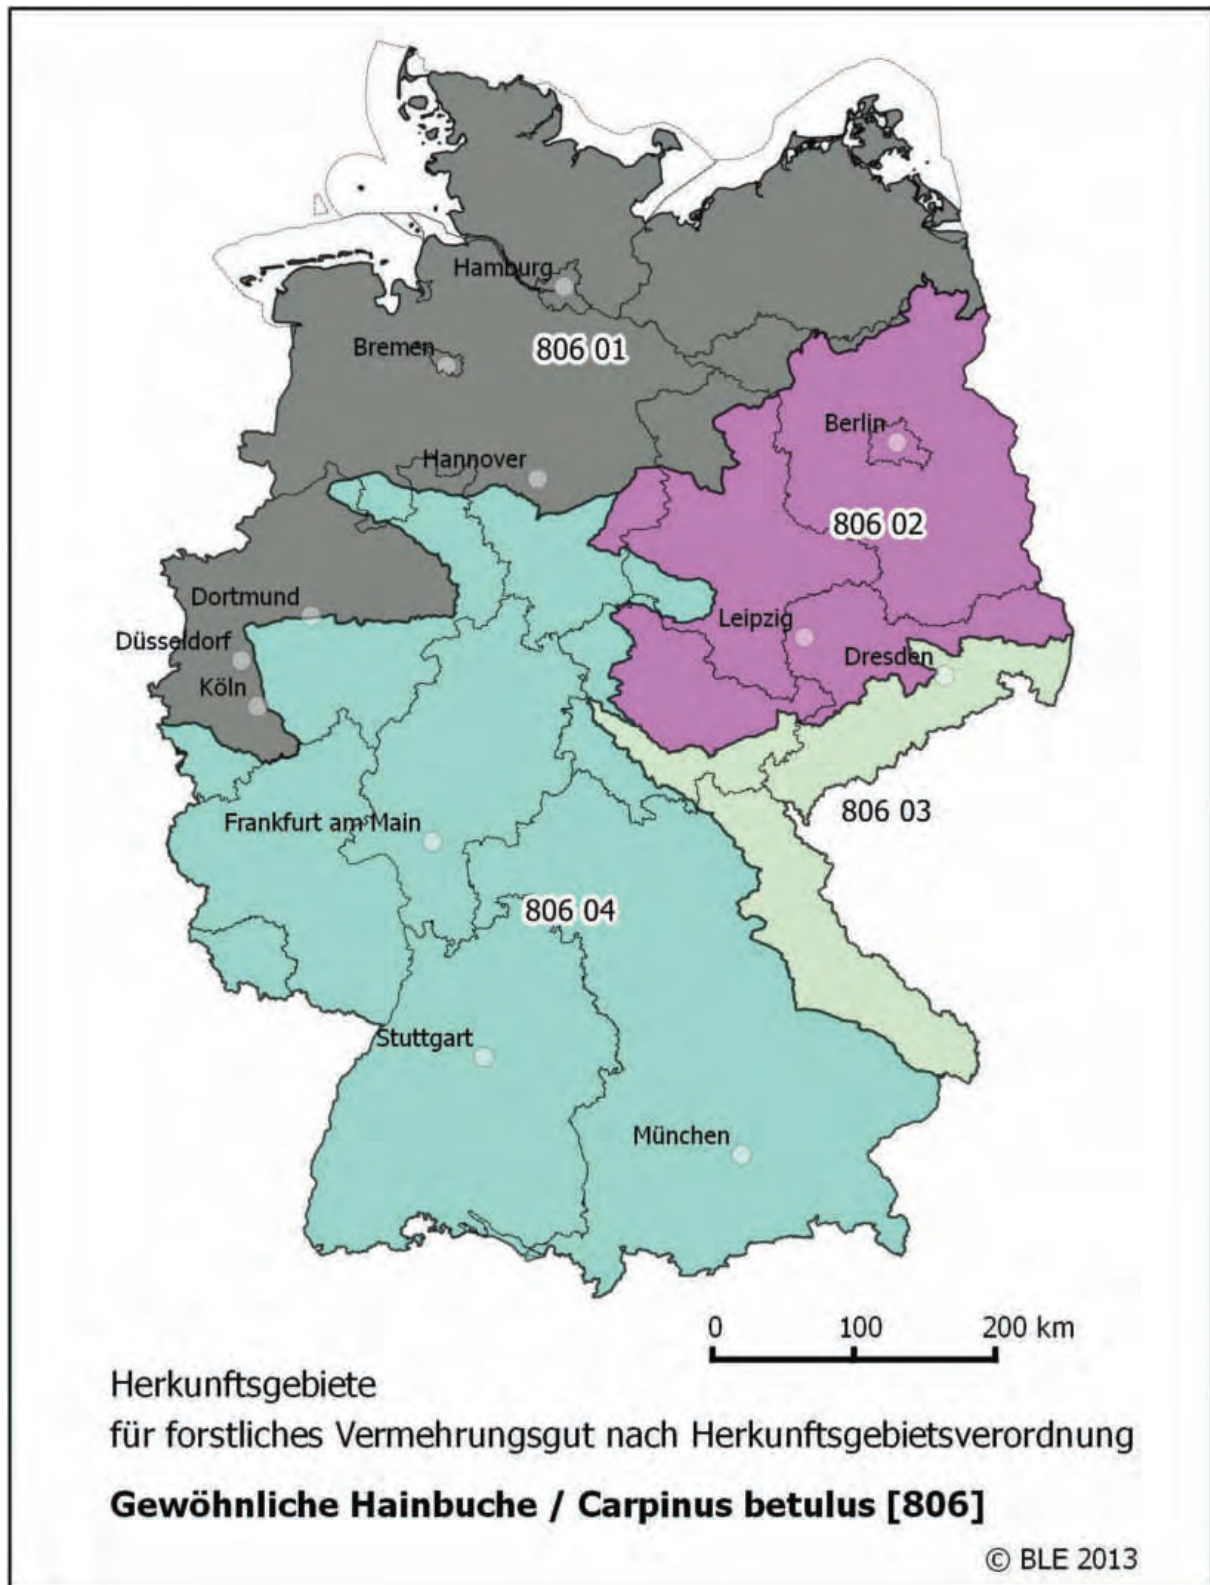 Hamburg
Bremen
806 01
Berlin
Hannover
806 02
Dortmund
Leipzig
Düsseldorf
Dresden
Köln
806 03
Frankfurt am Main
806 04
Stuttgart
München
0 100 200 km
Herkunftsgebiete
für forstliches Vermehrungsgut nach Herkunftsgebietsverordnung
Gewöhnliche Hainbuche / Carpinus betulus [806]
© BLE 2013